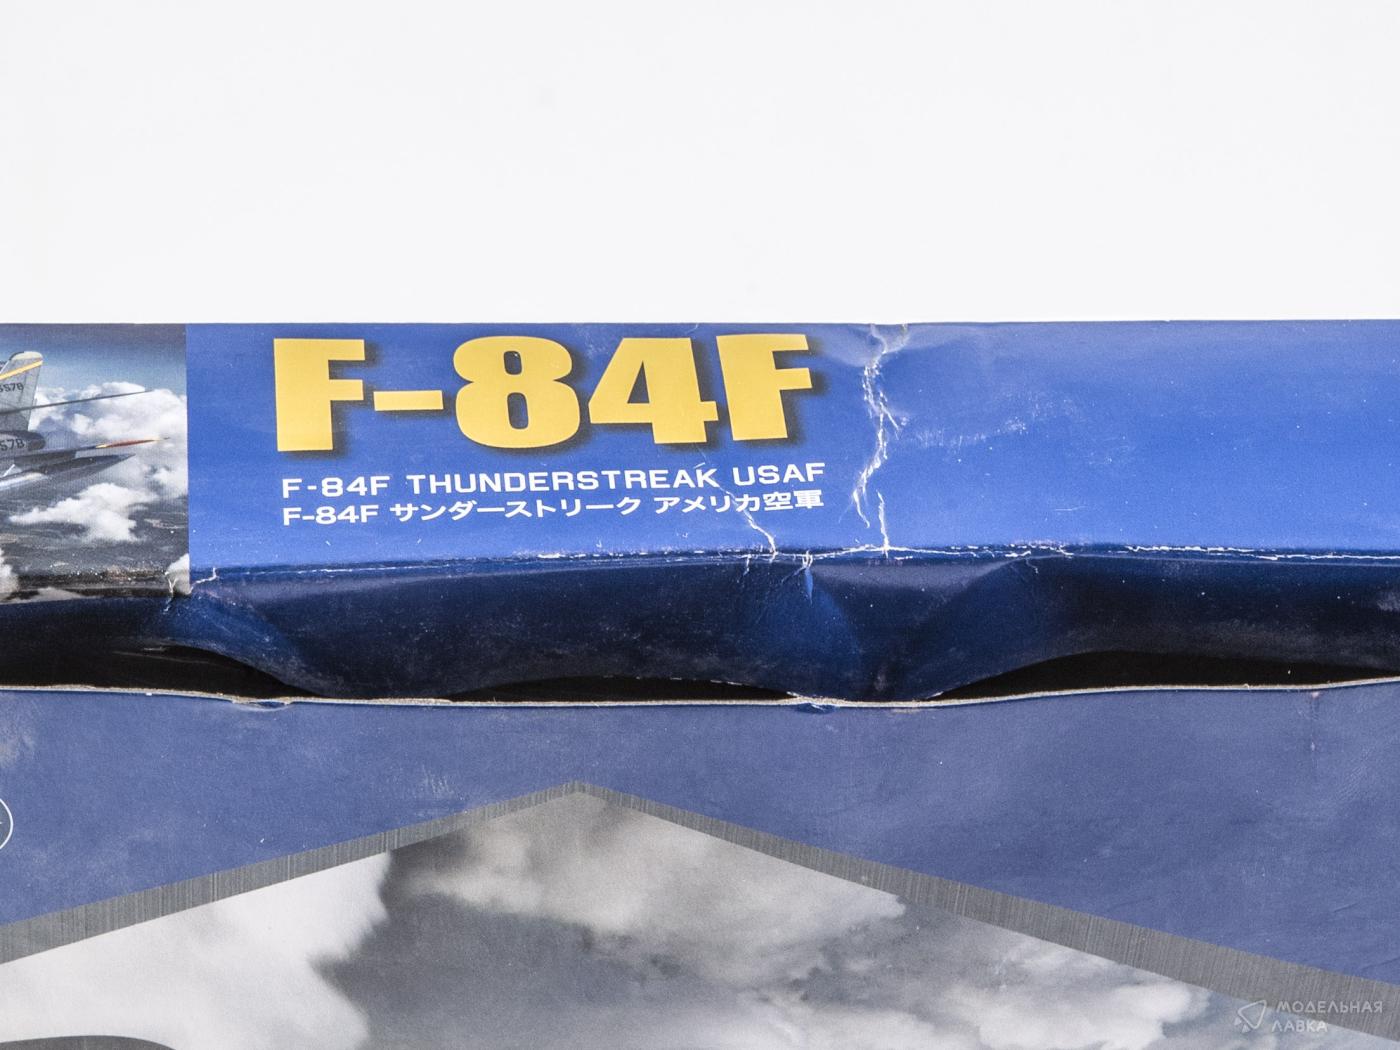 F-84F
F-84F THUNDERSTREAK USAF
F-84F サンダーストリーク アメリカ空軍
578
МОДЕЛЬНАЯ
ЛАВКА